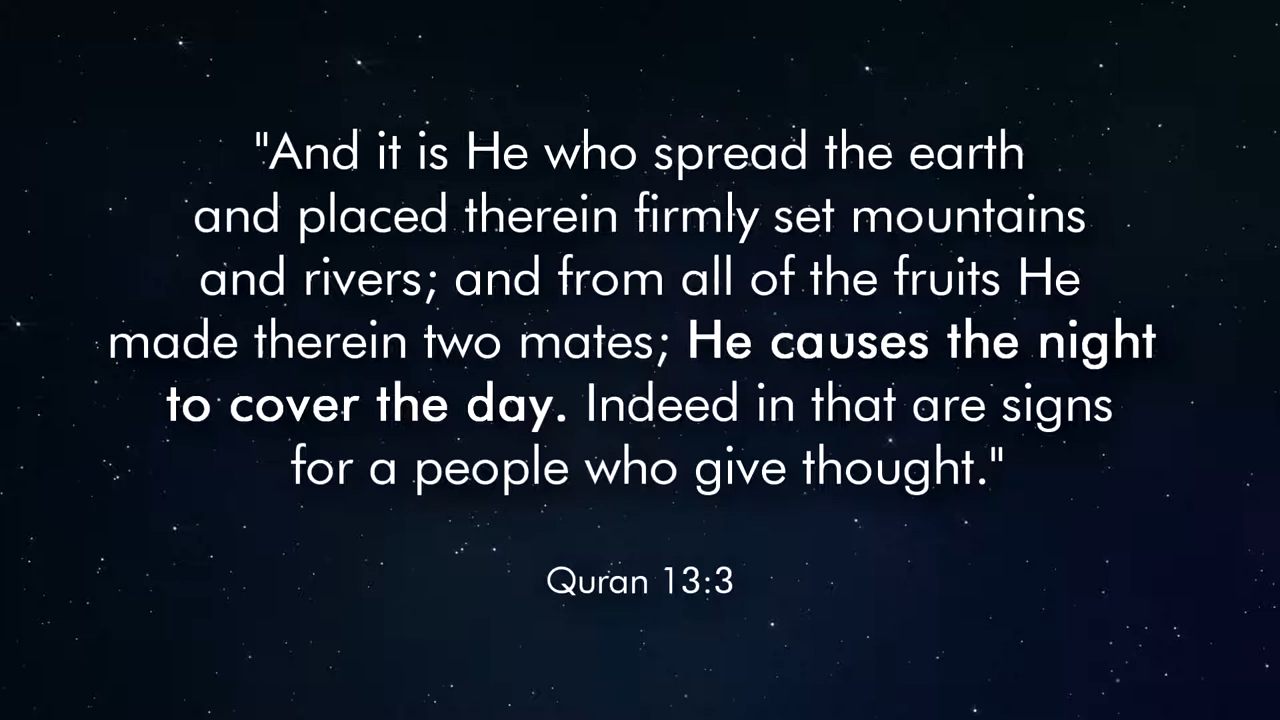 "And it is He who spread the earth
and placed therein firmly set mountains
and rivers; and from all of the fruits He
made therein two mates; He causes the night
to cover the day. Indeed in that are signs
for a people who give thought."
Quran 13:3